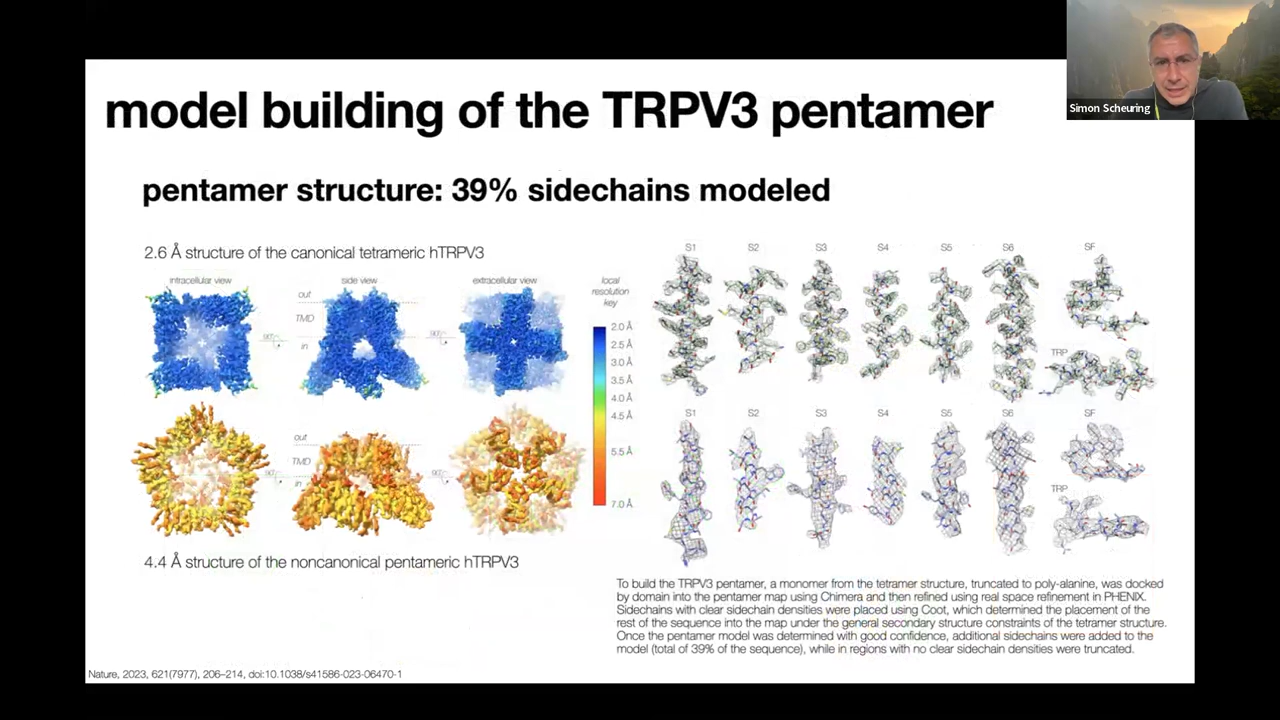 Simon Scheuring
model building of the TRPV3 pentamer
pentamer structure: 39% sidechains modeled
2.6 Å structure of the canonical tetrameric hTRPV3
intracellular view
side view
extracellular view
out
TMD
in
90°
90°
local
resolution
key
2.0 Å
2.5 Å
3.0 Å
3.5 Å
4.0 Å
4.5 Å
5.5 Å
7.0 Å
out
TMD
in
90°
90°
4.4 Å structure of the noncanonical pentameric hTRPV3
S1 S2 S3 S4 S5 S6 SF
TRP
S1 S2 S3 S4 S5 S6 SF
TRP
To build the TRPV3 pentamer, a monomer from the tetramer structure, truncated to poly-alanine, was docked
by domain into the pentamer map using Chimera and then refined using real space refinement in PHENIX.
Sidechains with clear sidechain densities were placed using Coot, which determined the placement of the
rest of the sequence into the map under the general secondary structure constraints of the tetramer structure.
Once the pentamer model was determined with good confidence, additional sidechains were added to the
model (total of 39% of the sequence), while in regions with no clear sidechain densities were truncated.
Nature, 2023, 621(7977), 206–214, doi:10.1038/s41586-023-06470-1